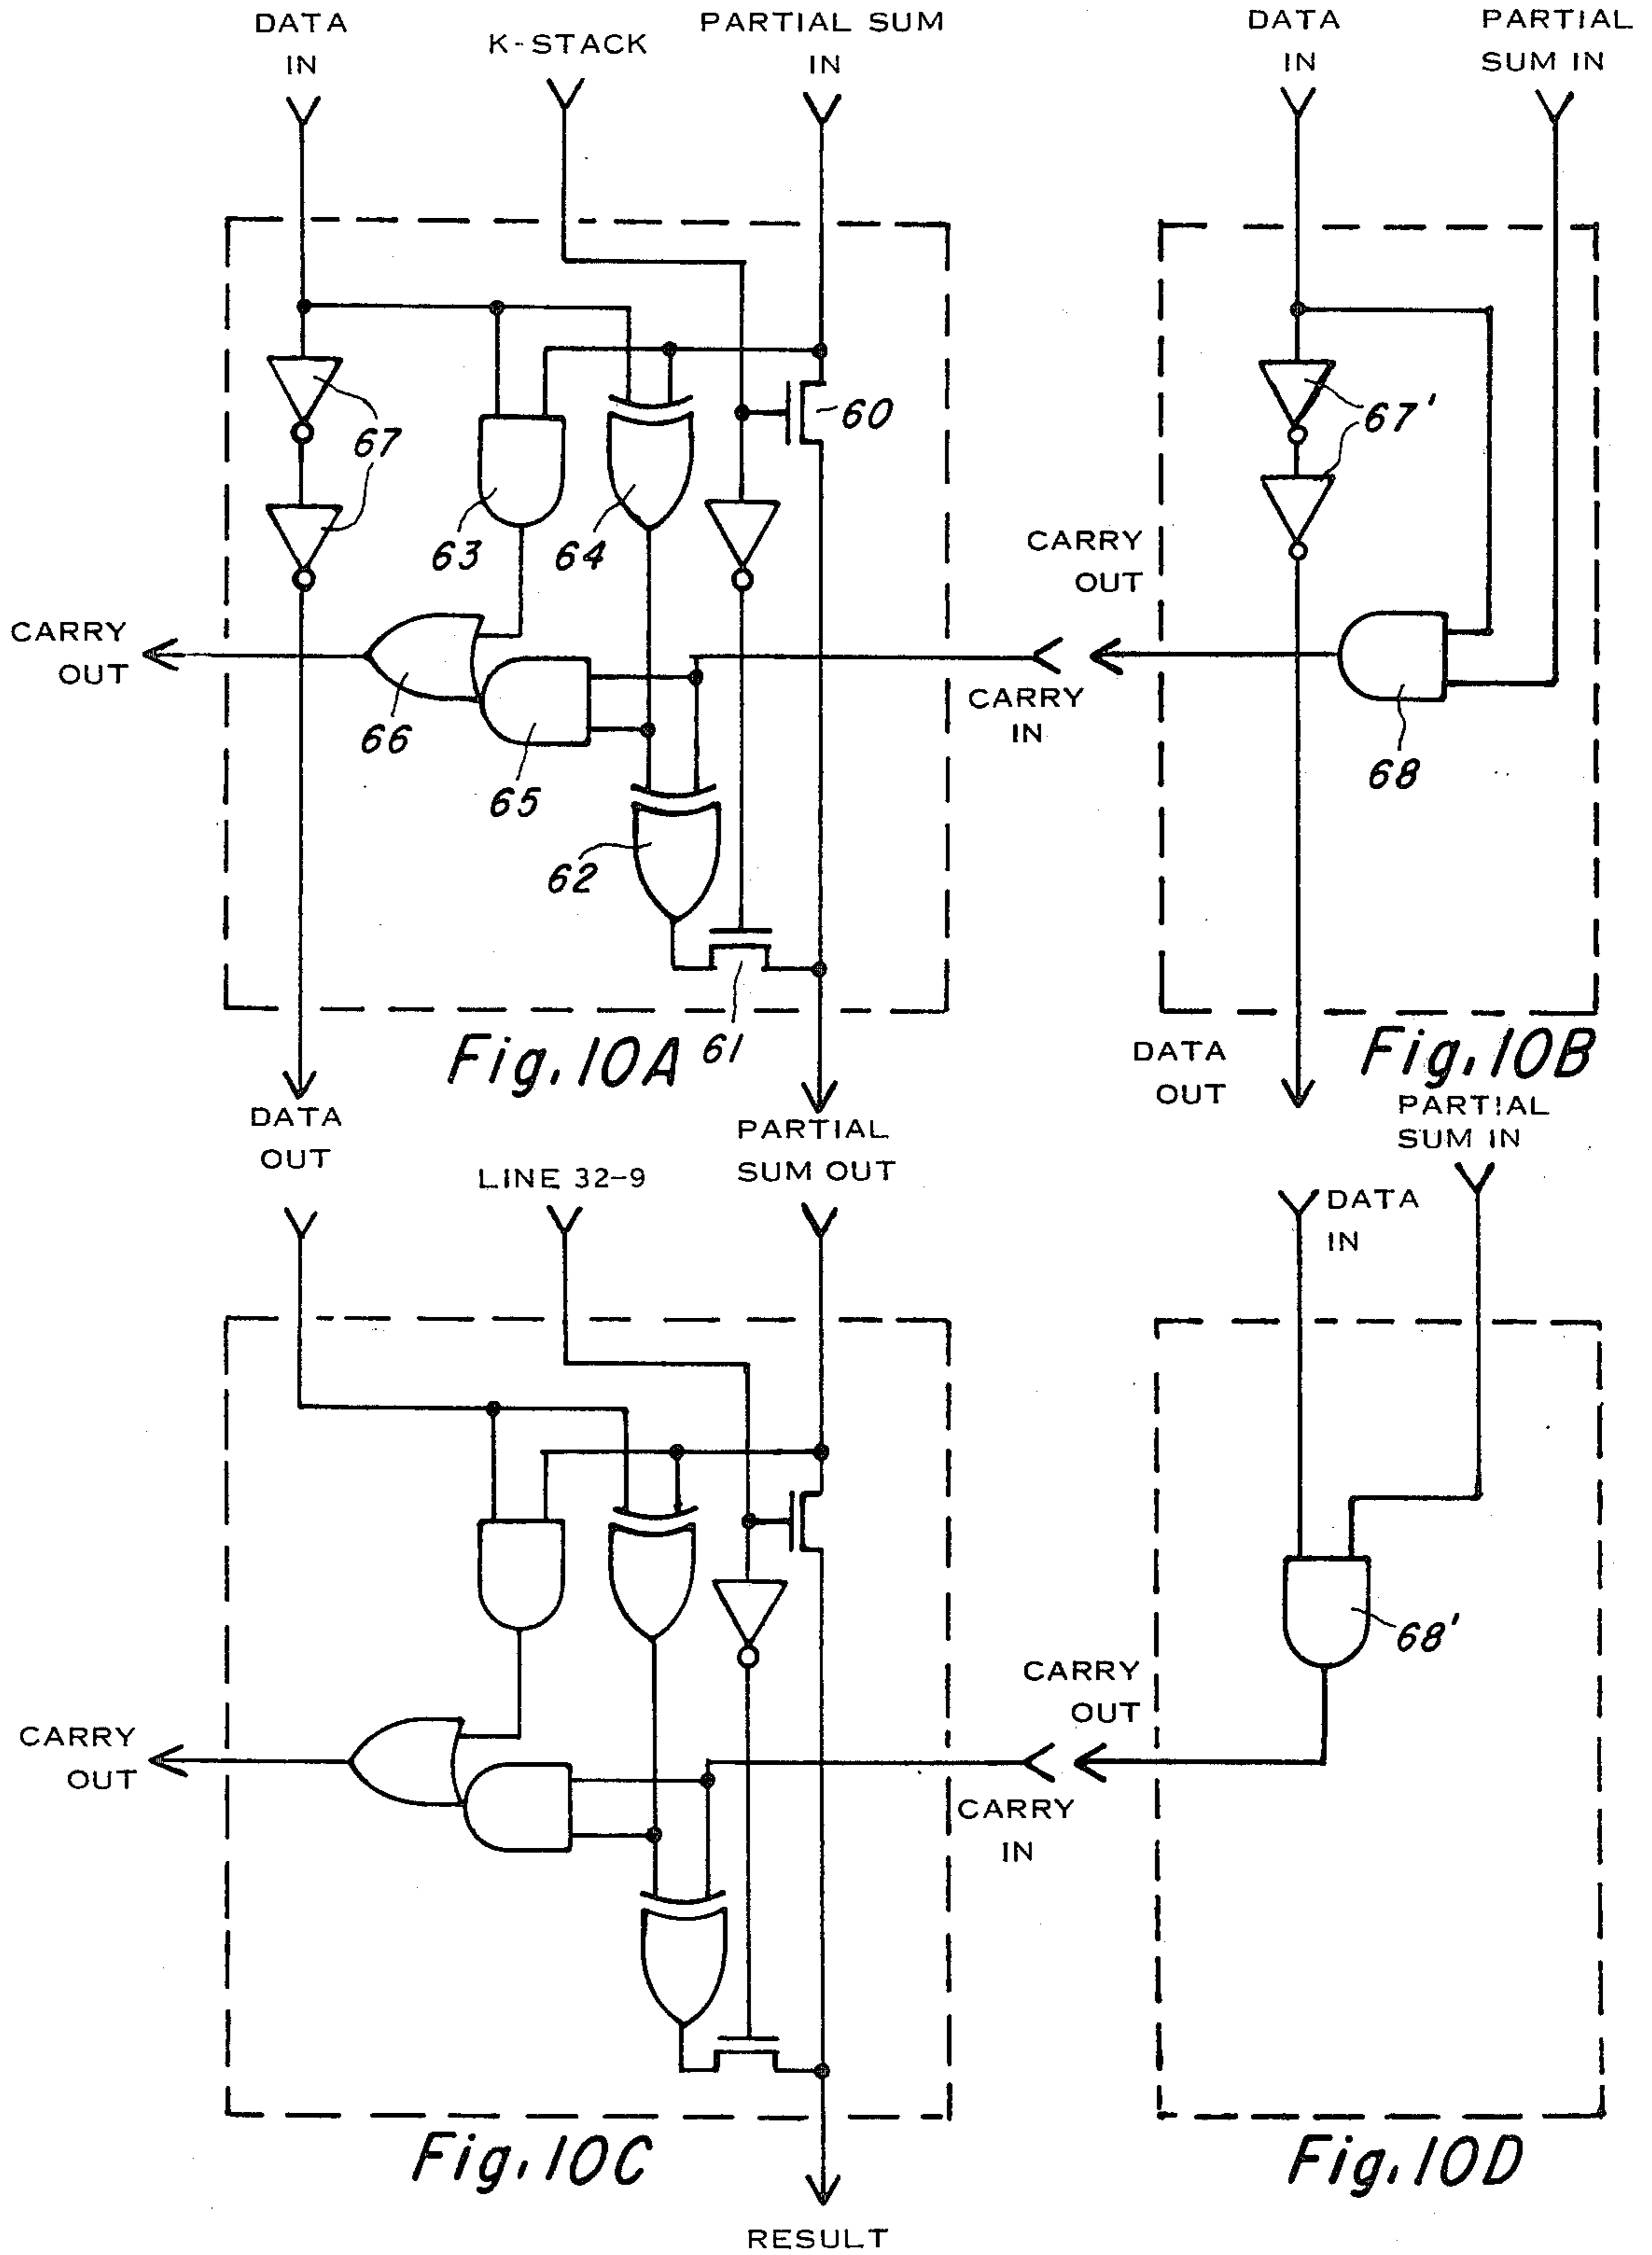 DATA
IN
K-STACK
PARTIAL SUM
IN
DATA
IN
PARTIAL
SUM IN
67
63
64
60
67'
CARRY
OUT
CARRY
OUT
66
65
62
CARRY
IN
68
61
Fig. 10A
DATA
OUT
Fig. 10B
DATA
OUT
PARTIAL
SUM OUT
LINE 32-9
PARTIAL
SUM IN
DATA
IN
68'
CARRY
OUT
CARRY
OUT
CARRY
IN
Fig. 10C
Fig. 10D
RESULT